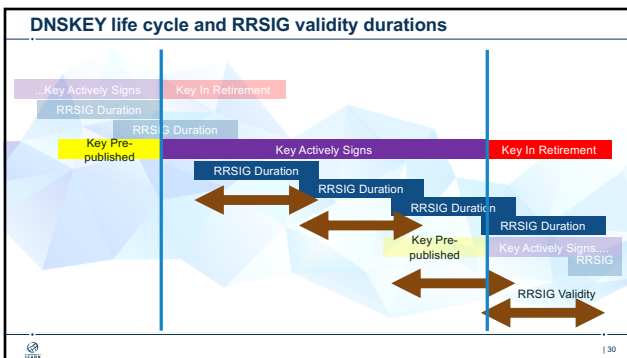 DNSKEY life cycle and RRSIG validity durations
...Key Actively Signs
Key In Retirement
RRSIG Duration
RRSIG Duration
Key Pre-
published
Key Actively Signs
Key In Retirement
RRSIG Duration
RRSIG Duration
RRSIG Duration
RRSIG Duration
Key Pre-
published
Key Actively Signs....
RRSIG
RRSIG Validity
ICANN
| 30